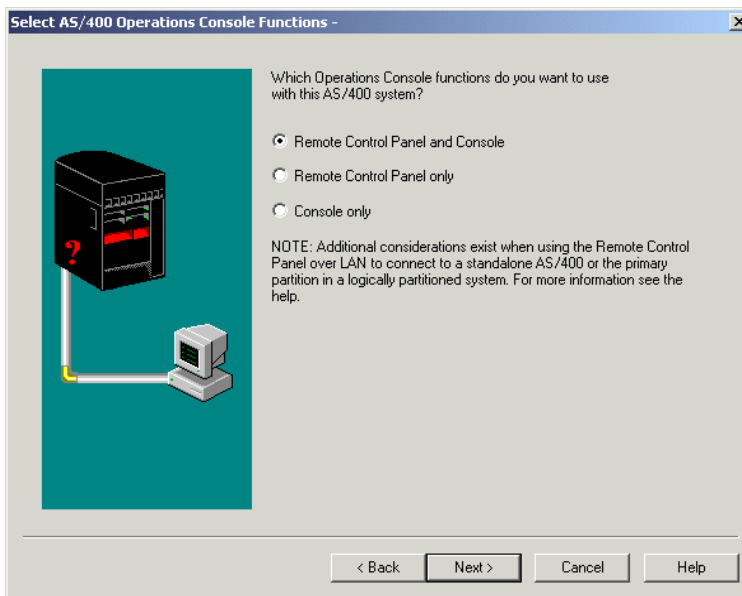 Select AS/400 Operations Console Functions -
Which Operations Console functions do you want to use
with this AS/400 system?
Remote Control Panel and Console
Remote Control Panel only
Console only
NOTE: Additional considerations exist when using the Remote Control
Panel over LAN to connect to a standalone AS/400 or the primary
partition in a logically partitioned system. For more information see the
help.
?
< Back
Next >
Cancel
Help